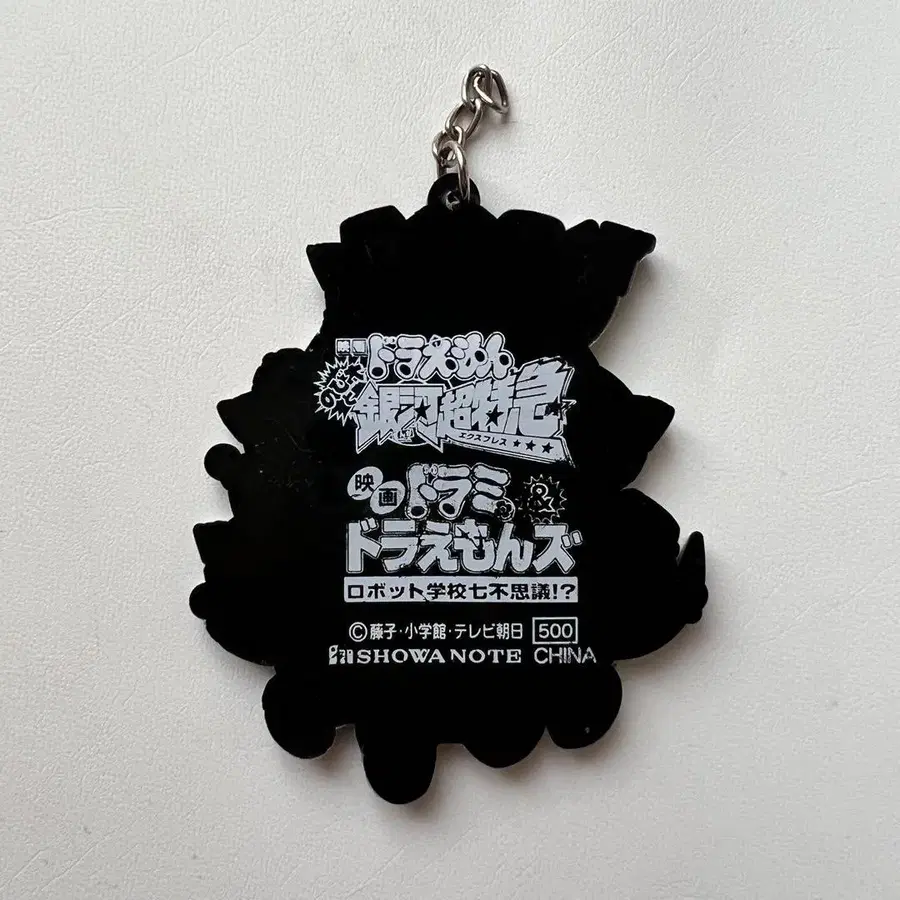 映画ドラえもん
のび太と
銀河超特急
エクスプレス
映画ドラミ&
ドラえもんズ
ロボット学校七不思議!?
©藤子・小学館・テレビ朝日 500
SHOWA NOTE CHINA